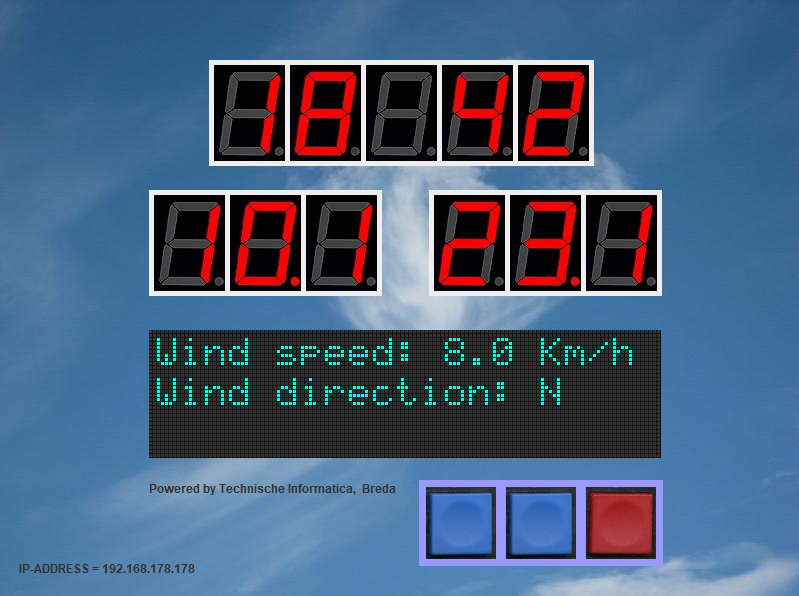 18 42
10.1 23.1
Wind speed: 8.0 Km/h
Wind direction: N
Powered by Technische Informatica, Breda
IP-ADDRESS = 192.168.178.178